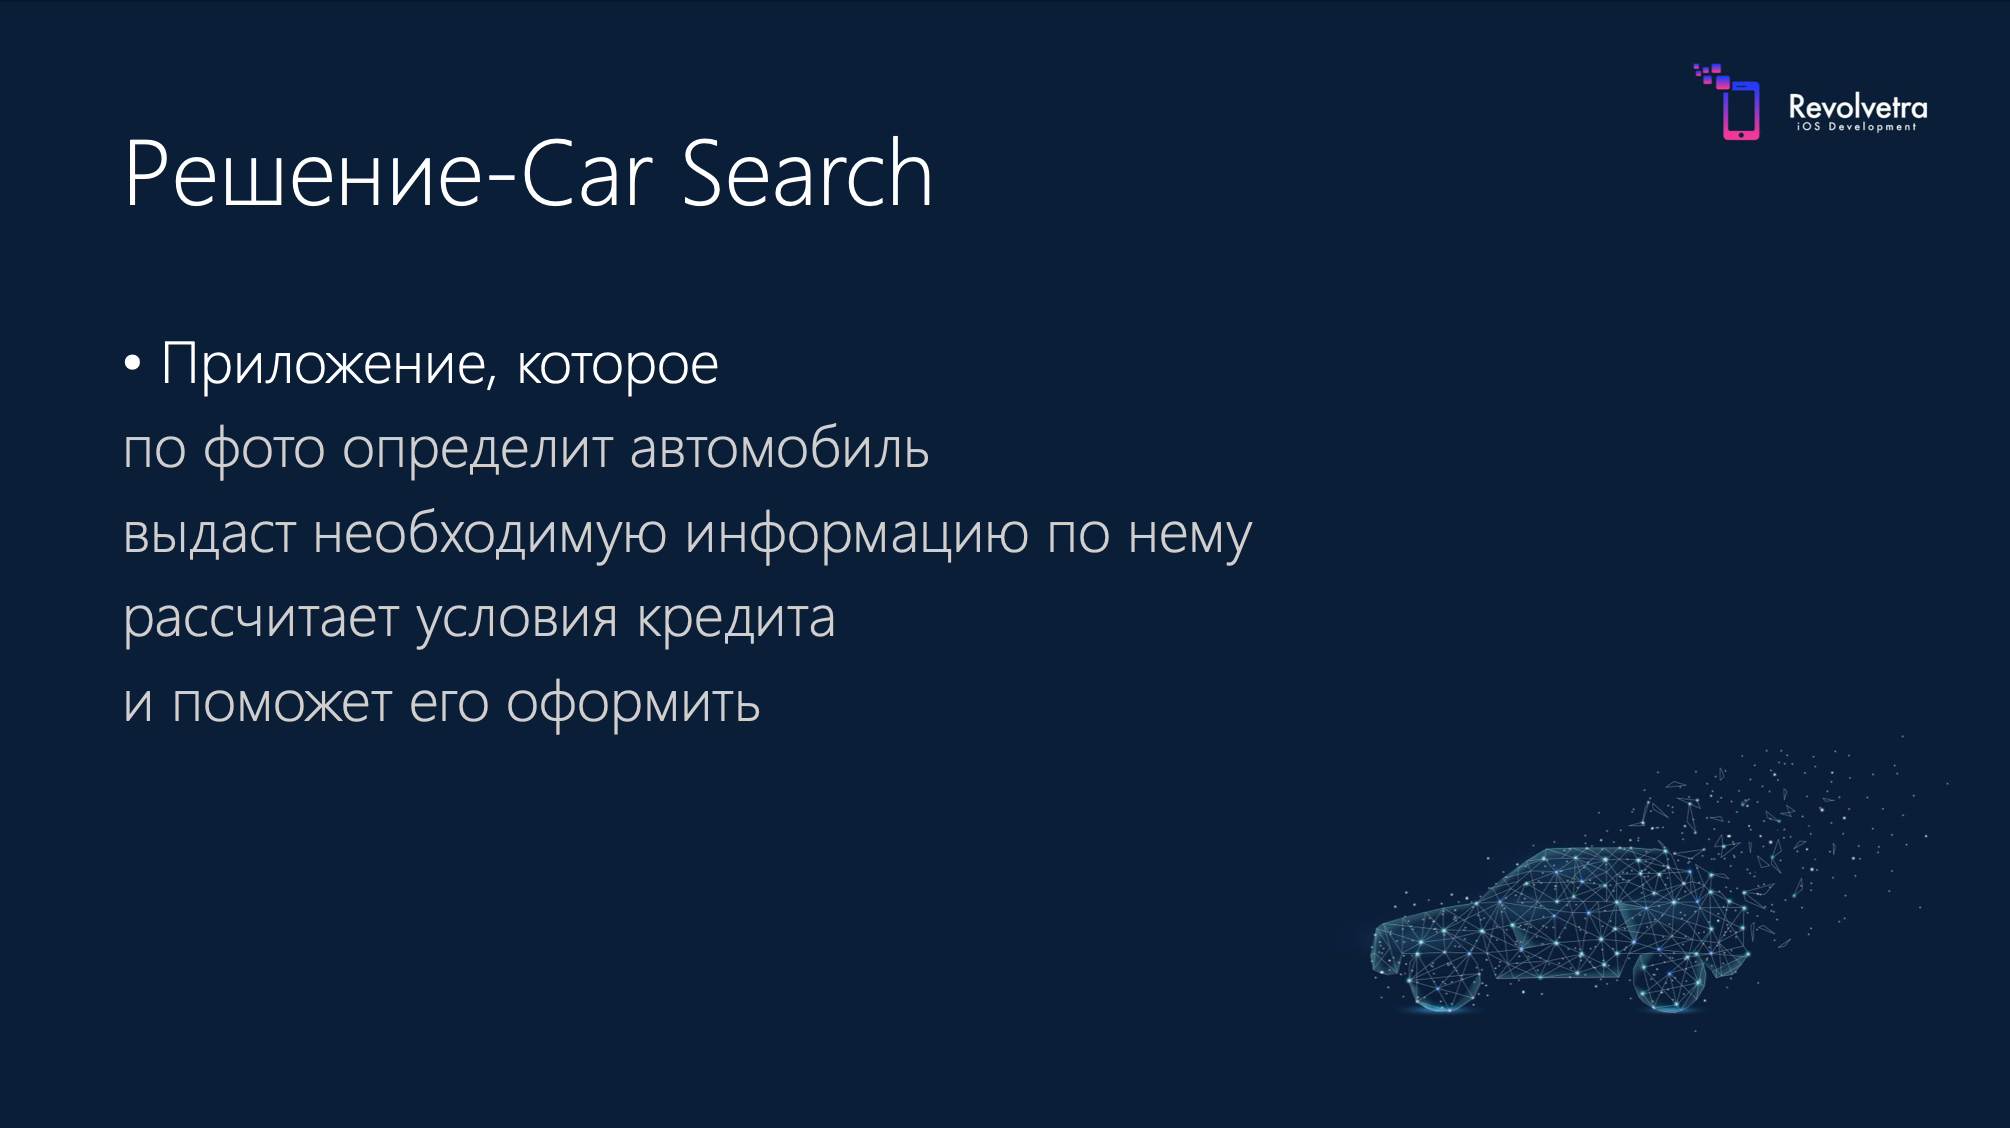 Revolvetra
iOS Development
Решение-Car Search
• Приложение, которое
по фото определит автомобиль
выдаст необходимую информацию по нему
рассчитает условия кредита
и поможет его оформить